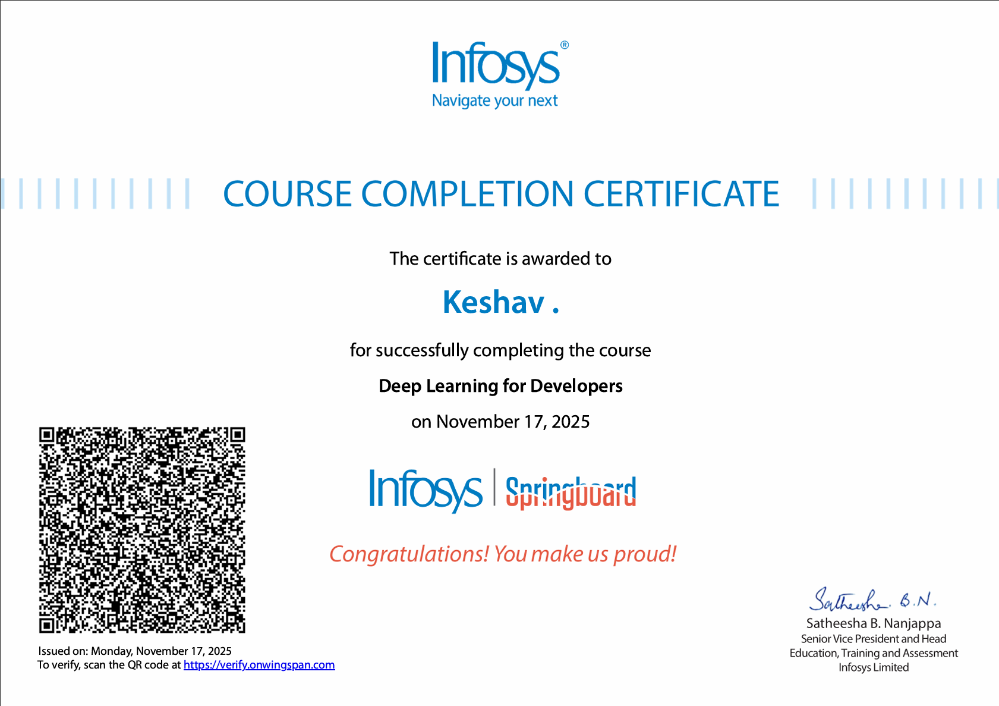 Infosys®
Navigate your next
COURSE COMPLETION CERTIFICATE
The certificate is awarded to
Keshav .
for successfully completing the course
Deep Learning for Developers
on November 17, 2025
Infosys | Springboard
Congratulations! You make us proud!
Satheesha B.N.
Satheesha B. Nanjappa
Senior Vice President and Head
Education, Training and Assessment
Infosys Limited
Issued on: Monday, November 17, 2025
To verify, scan the QR code at https://verify.onwingspan.com